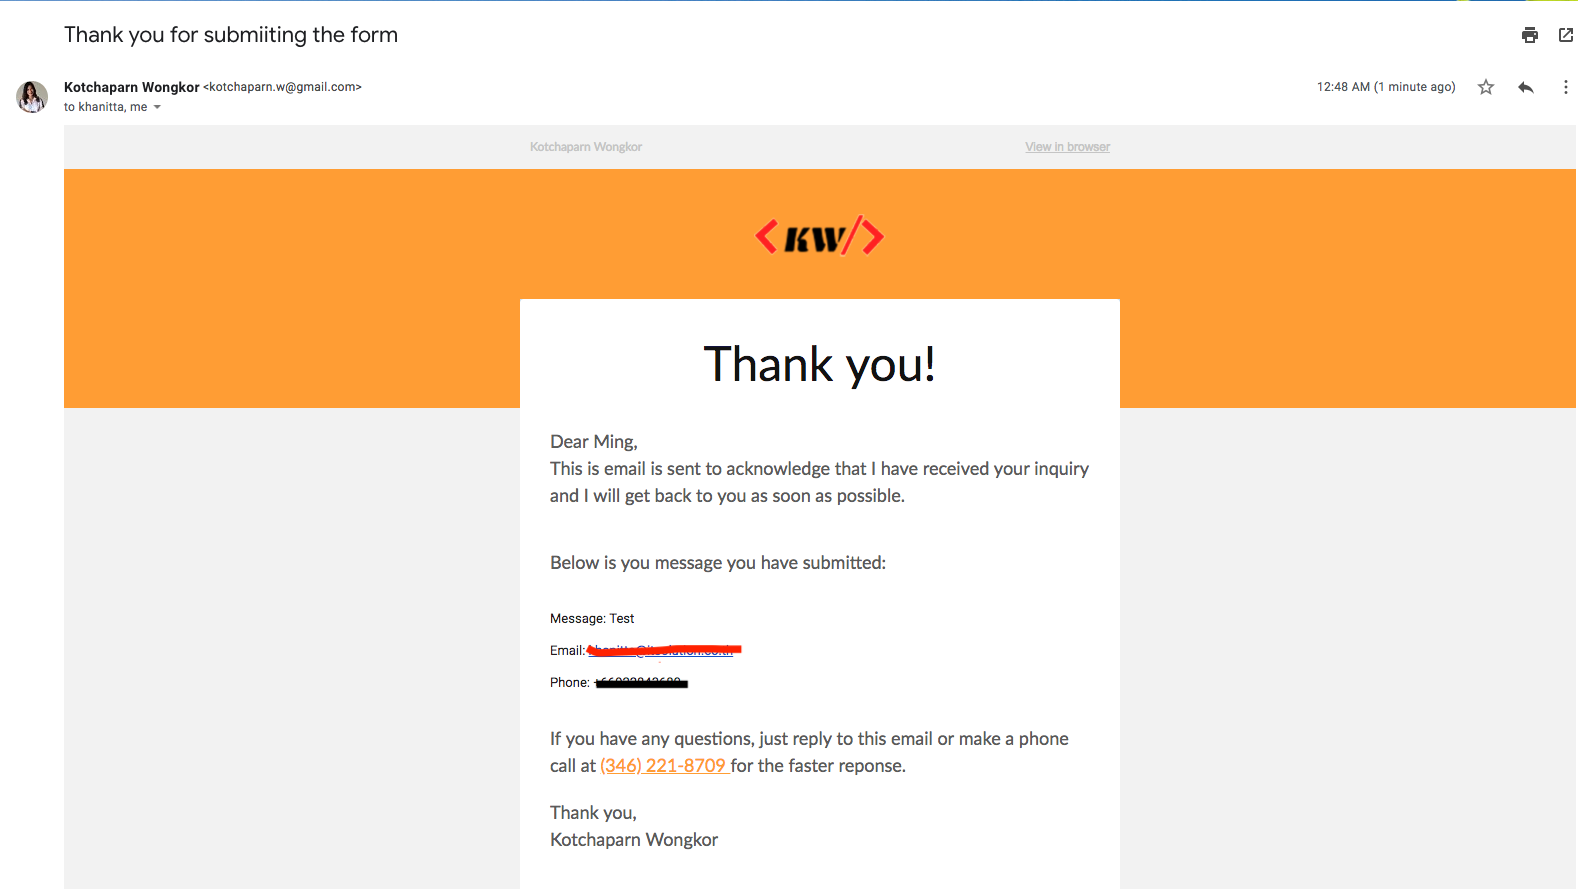 Thank you for submiiting the form
Kotchaparn Wongkor <kotchaparn.w@gmail.com>
12:48 AM (1 minute ago)
to khanitta, me
Kotchaparn Wongkor
View in browser
<KW/>
Thank you!
Dear Ming,
This is email is sent to acknowledge that I have received your inquiry
and I will get back to you as soon as possible.
Below is you message you have submitted:
Message: Test
Email:
Phone:
If you have any questions, just reply to this email or make a phone
call at (346) 221-8709 for the faster reponse.
Thank you,
Kotchaparn Wongkor